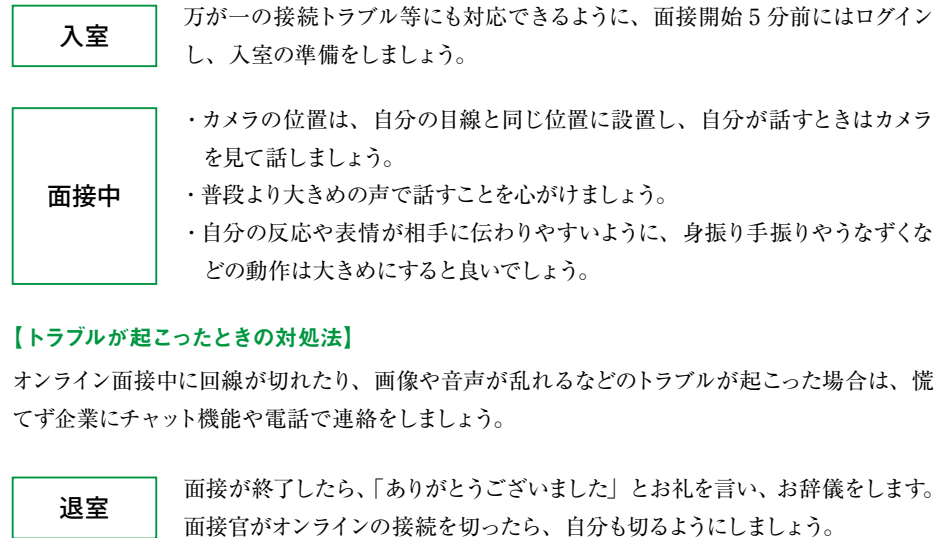 入室
万が一の接続トラブル等にも対応できるように、面接開始５分前にはログイン
し、入室の準備をしましょう。
面接中
・カメラの位置は、自分の目線と同じ位置に設置し、自分が話すときはカメラ
を見て話しましょう。
・普段より大きめの声で話すことを心がけましょう。
・自分の反応や表情が相手に伝わりやすいように、身振り手振りやうなずくな
どの動作は大きめにすると良いでしょう。
【トラブルが起こったときの対処法】
オンライン面接中に回線が切れたり、画像や音声が乱れるなどのトラブルが起こった場合は、慌
てず企業にチャット機能や電話で連絡をしましょう。
退室
面接が終了したら、「ありがとうございました」とお礼を言い、お辞儀をします。
面接官がオンラインの接続を切ったら、自分も切るようにしましょう。